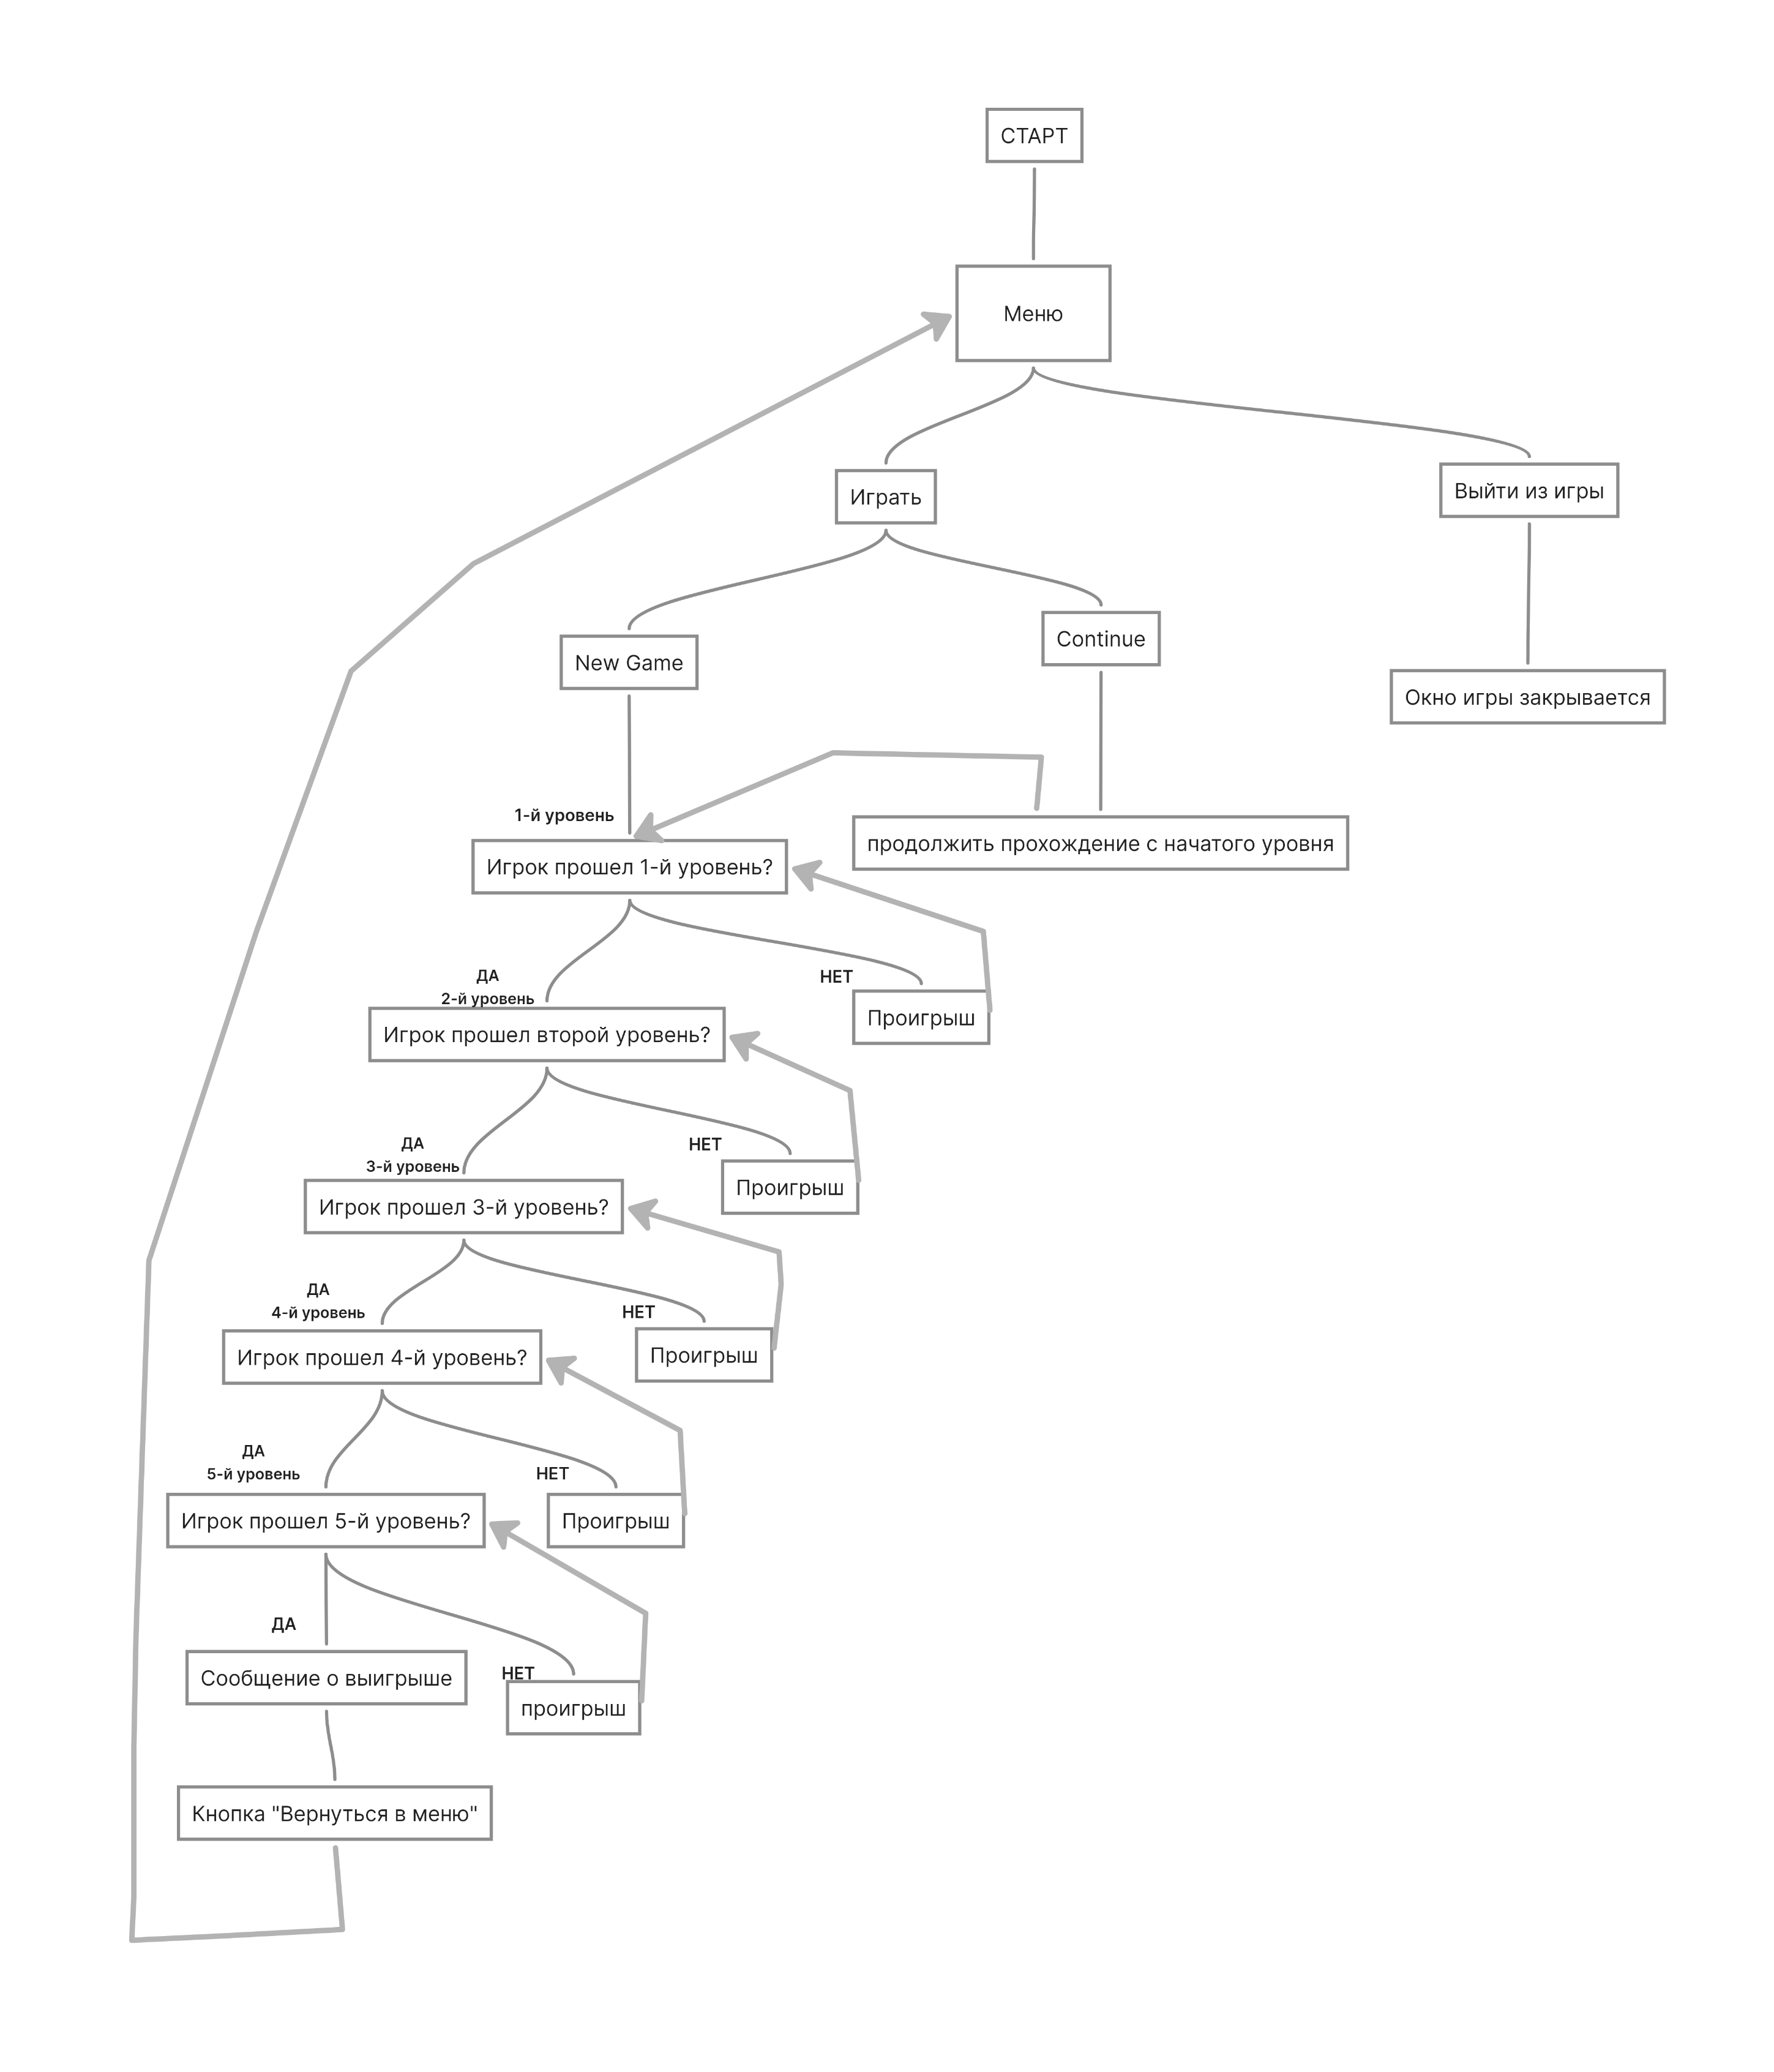 СТАРТ
Меню
Играть
Выйти из игры
New Game
Continue
Окно игры закрывается
1-й уровень
продолжить прохождение с начатого уровня
Игрок прошел 1-й уровень?
ДА
2-й уровень
НЕТ
Проигрыш
Игрок прошел второй уровень?
ДА
3-й уровень
НЕТ
Проигрыш
Игрок прошел 3-й уровень?
ДА
4-й уровень
НЕТ
Проигрыш
Игрок прошел 4-й уровень?
ДА
5-й уровень
НЕТ
Проигрыш
Игрок прошел 5-й уровень?
ДА
НЕТ
Сообщение о выигрыше
проигрыш
Кнопка "Вернуться в меню"